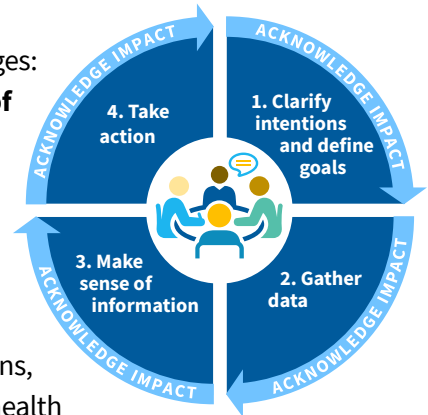 ges:
of
ACKNOWLEDGE IMPACT
ACKNOWLEDGE IMPACT
4. Take
action
1. Clarify
intentions
and define
goals
3. Make
sense of
information
2. Gather
data
ACKNOWLEDGE IMPACT
ACKNOWLEDGE IMPACT
ns,
ealth